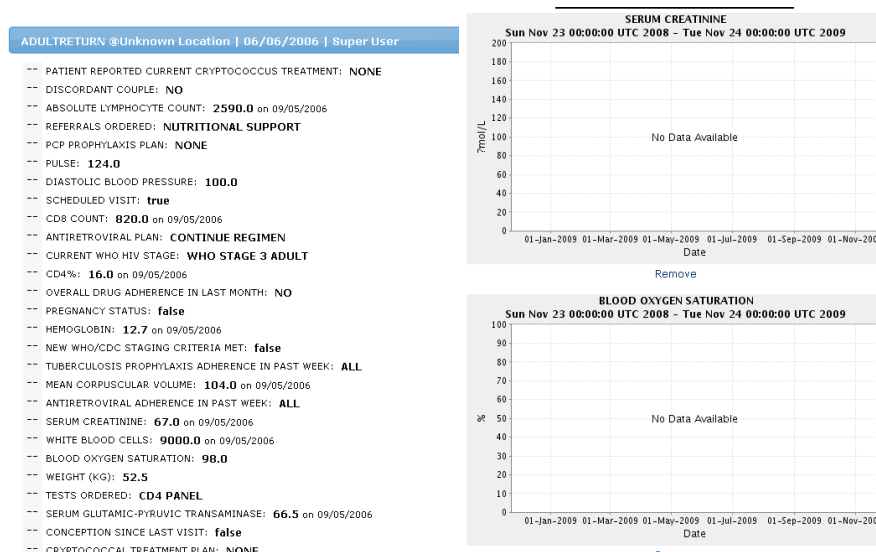 ADULTRETURN @Unknown Location | 06/06/2006 | Super User
-- PATIENT REPORTED CURRENT CRYPTOCOCCUS TREATMENT: NONE
-- DISCORDANT COUPLE: NO
-- ABSOLUTE LYMPHOCYTE COUNT: 2590.0 on 09/05/2006
-- REFERRALS ORDERED: NUTRITIONAL SUPPORT
-- PCP PROPHYLAXIS PLAN: NONE
-- PULSE: 124.0
-- DIASTOLIC BLOOD PRESSURE: 100.0
-- SCHEDULED VISIT: true
-- CD8 COUNT: 820.0 on 09/05/2006
-- ANTIRETROVIRAL PLAN: CONTINUE REGIMEN
-- CURRENT WHO HIV STAGE: WHO STAGE 3 ADULT
-- CD4%: 16.0 on 09/05/2006
-- OVERALL DRUG ADHERENCE IN LAST MONTH: NO
-- PREGNANCY STATUS: false
-- HEMOGLOBIN: 12.7 on 09/05/2006
-- NEW WHO/CDC STAGING CRITERIA MET: false
-- TUBERCULOSIS PROPHYLAXIS ADHERENCE IN PAST WEEK: ALL
-- MEAN CORPUSCULAR VOLUME: 104.0 on 09/05/2006
-- ANTIRETROVIRAL ADHERENCE IN PAST WEEK: ALL
-- SERUM CREATININE: 67.0 on 09/05/2006
-- WHITE BLOOD CELLS: 9000.0 on 09/05/2006
-- BLOOD OXYGEN SATURATION: 98.0
-- WEIGHT (KG): 52.5
-- TESTS ORDERED: CD4 PANEL
-- SERUM GLUTAMIC-PYRUVIC TRANSAMINASE: 66.5 on 09/05/2006
-- CONCEPTION SINCE LAST VISIT: false
-- CRYPTOCOCCAL TREATMENT PLAN: NONE
SERUM CREATININE
Sun Nov 23 00:00:00 UTC 2008 - Tue Nov 24 00:00:00 UTC 2009
200
180
160
140
120
100
80
60
40
20
0
?mol/L
No Data Available
01-Jan-2009 01-Mar-2009 01-May-2009 01-Jul-2009 01-Sep-2009 01-Nov-200
Date
Remove
BLOOD OXYGEN SATURATION
Sun Nov 23 00:00:00 UTC 2008 - Tue Nov 24 00:00:00 UTC 2009
100
90
80
70
60
50
40
30
20
10
0
%
No Data Available
01-Jan-2009 01-Mar-2009 01-May-2009 01-Jul-2009 01-Sep-2009 01-Nov-200
Date